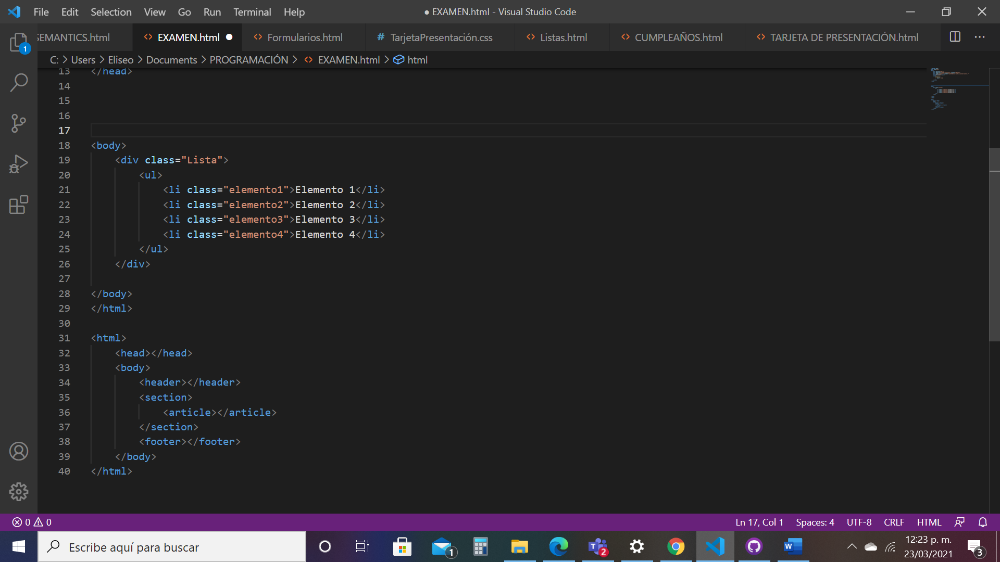 File Edit Selection View Go Run Terminal Help
● EXAMEN.html - Visual Studio Code
SEMANTICS.html
EXAMEN.html
Formularios.html
# TarjetaPresentación.css
Listas.html
CUMPLEAÑOS.html
TARJETA DE PRESENTACIÓN.html
1
C: > Users > Eliseo > Documents > PROGRAMACIÓN > EXAMEN.html > html
13 </head>
14
15
16
17
18 <body>
19 <div class="Lista">
20 <ul>
21 <li class="elemento1">Elemento 1</li>
22 <li class="elemento2">Elemento 2</li>
23 <li class="elemento3">Elemento 3</li>
24 <li class="elemento4">Elemento 4</li>
25 </ul>
26 </div>
27
28 </body>
29 </html>
30
31 <html>
32 <head></head>
33 <body>
34 <header></header>
35 <section>
36 <article></article>
37 </section>
38 <footer></footer>
39 </body>
40 </html>
0 0
Ln 17, Col 1 Spaces: 4 UTF-8 CRLF HTML
Escribe aquí para buscar
1
T 2
W
12:23 p. m.
23/03/2021
3